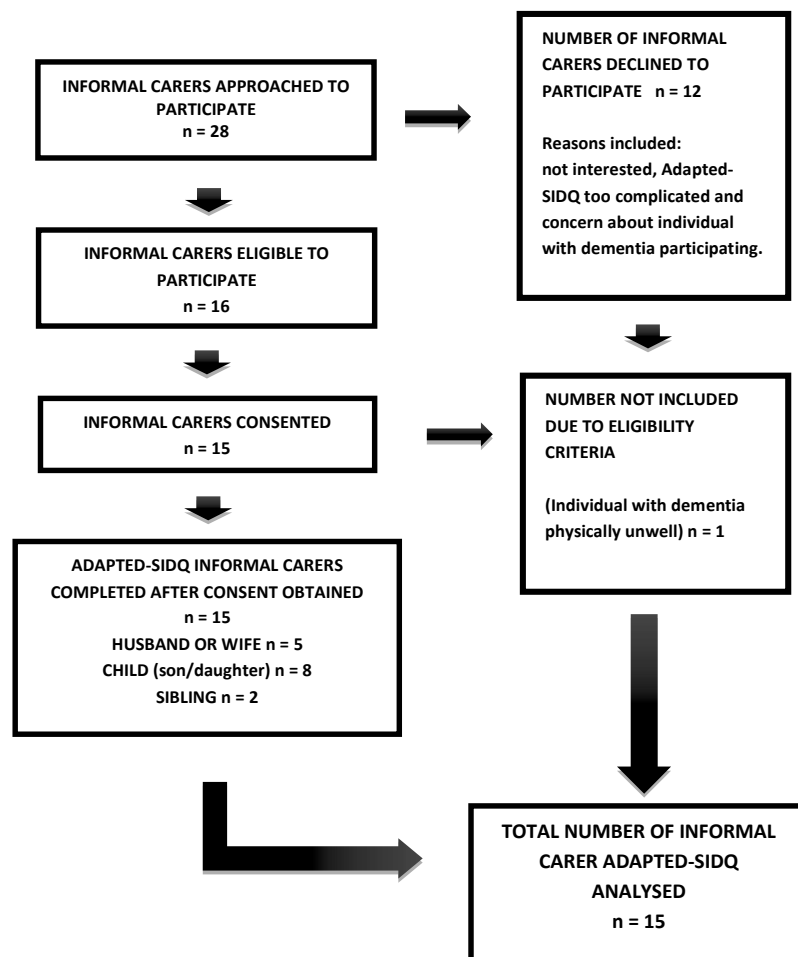 INFORMAL CARERS APPROACHED TO
PARTICIPATE
n = 28
NUMBER OF INFORMAL
CARERS DECLINED TO
PARTICIPATE n = 12
Reasons included:
not interested, Adapted-
SIDQ too complicated and
concern about individual
with dementia participating.
INFORMAL CARERS ELIGIBLE TO
PARTICIPATE
n = 16
INFORMAL CARERS CONSENTED
n = 15
NUMBER NOT INCLUDED
DUE TO ELIGIBILITY
CRITERIA
(Individual with dementia
physically unwell) n = 1
ADAPTED-SIDQ INFORMAL CARERS
COMPLETED AFTER CONSENT OBTAINED
n = 15
HUSBAND OR WIFE n = 5
CHILD (son/daughter) n = 8
SIBLING n = 2
TOTAL NUMBER OF INFORMAL
CARER ADAPTED-SIDQ
ANALYSED
n = 15